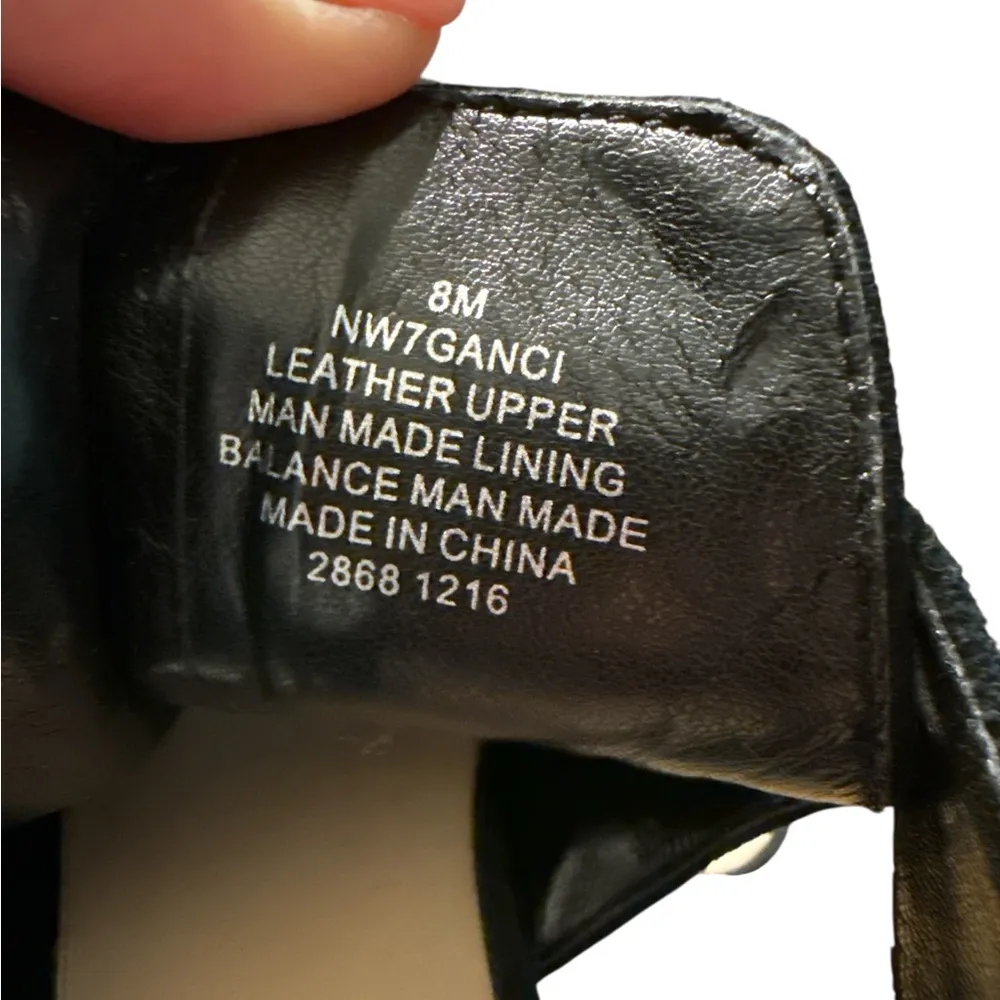 8M
NW7GANCI
LEATHER UPPER
MAN MADE LINING
BALANCE MAN MADE
MADE IN CHINA
2868 1216